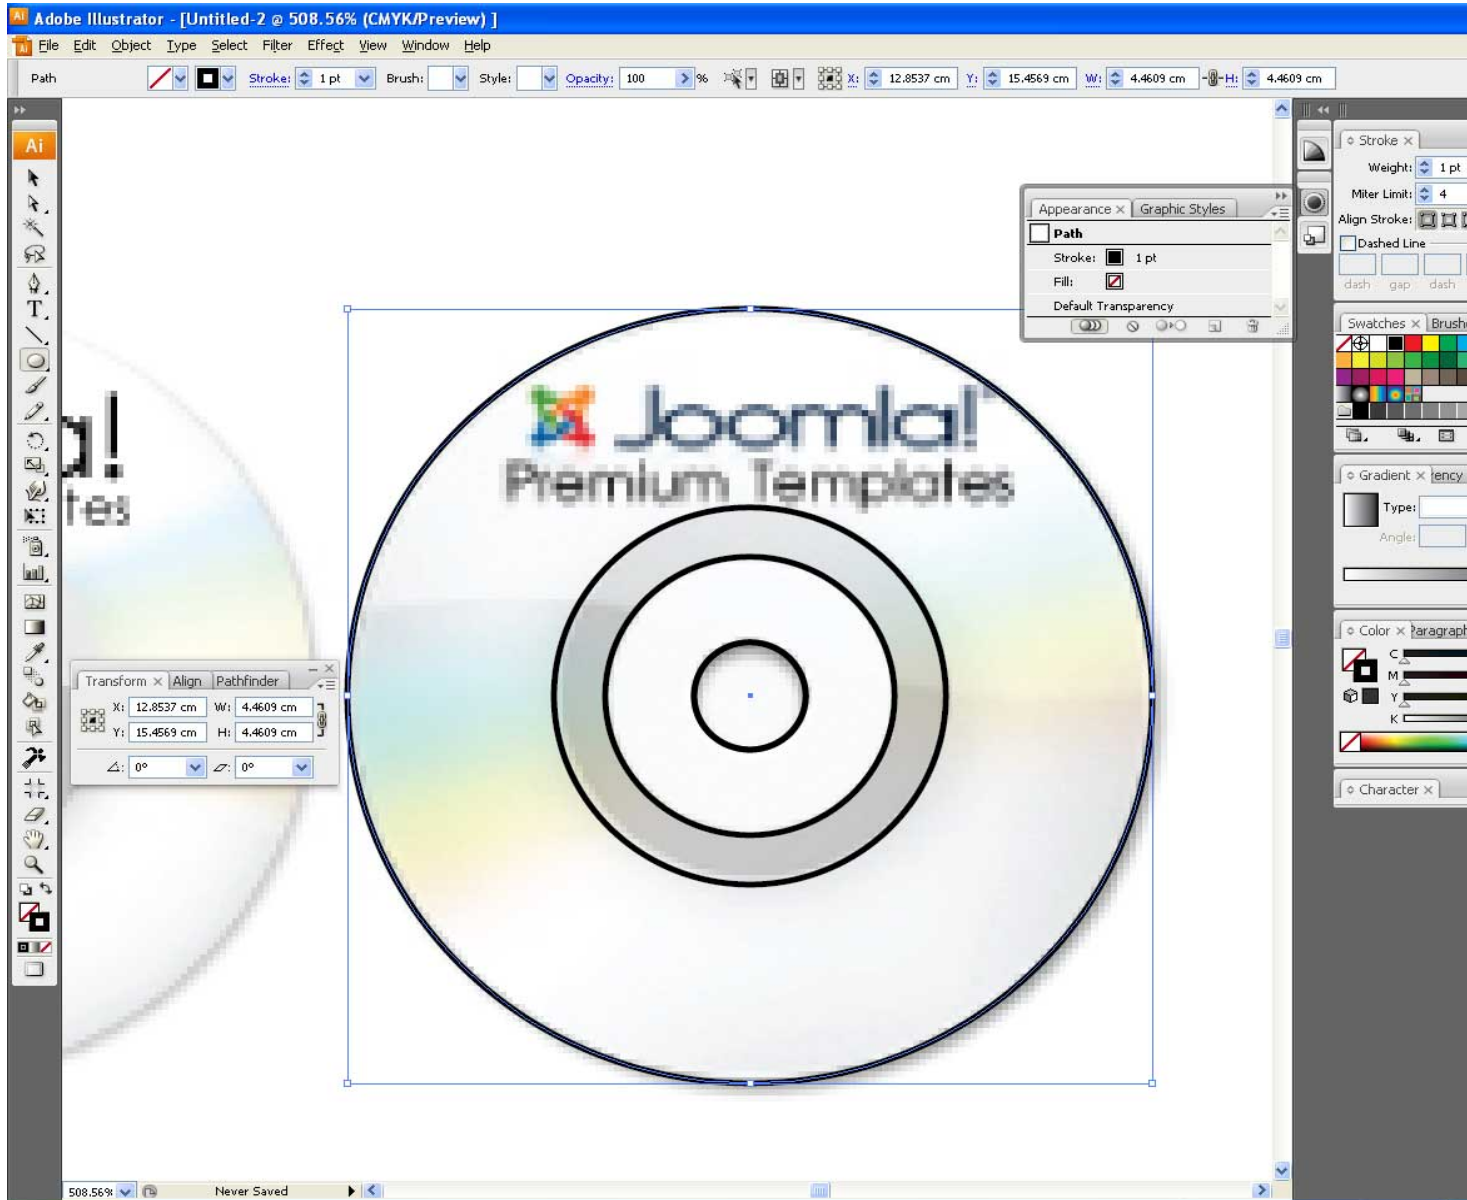 Adobe Illustrator - [Untitled-2 @ 508.56% (CMYK/Preview) ]
File Edit Object Type Select Filter Effect View Window Help
Path Stroke: 1 pt Brush: Style: Opacity: 100 % X: 12.8537 cm Y: 15.4569 cm W: 4.4609 cm H: 4.4609 cm
Ai
Stroke
Weight: 1 pt
Miter Limit: 4
Align Stroke:
Dashed Line
dash gap dash
Appearance Graphic Styles
Path
Stroke: 1 pt
Fill:
Default Transparency
Swatches Brushe
Joomla!
Premium Templates
a!
tes
Gradient ency
Type:
Angle:
Color Paragraph
C
M
Y
K
Transform Align Pathfinder
X: 12.8537 cm W: 4.4609 cm
Y: 15.4569 cm H: 4.4609 cm
0° 0°
Character
508.56% Never Saved